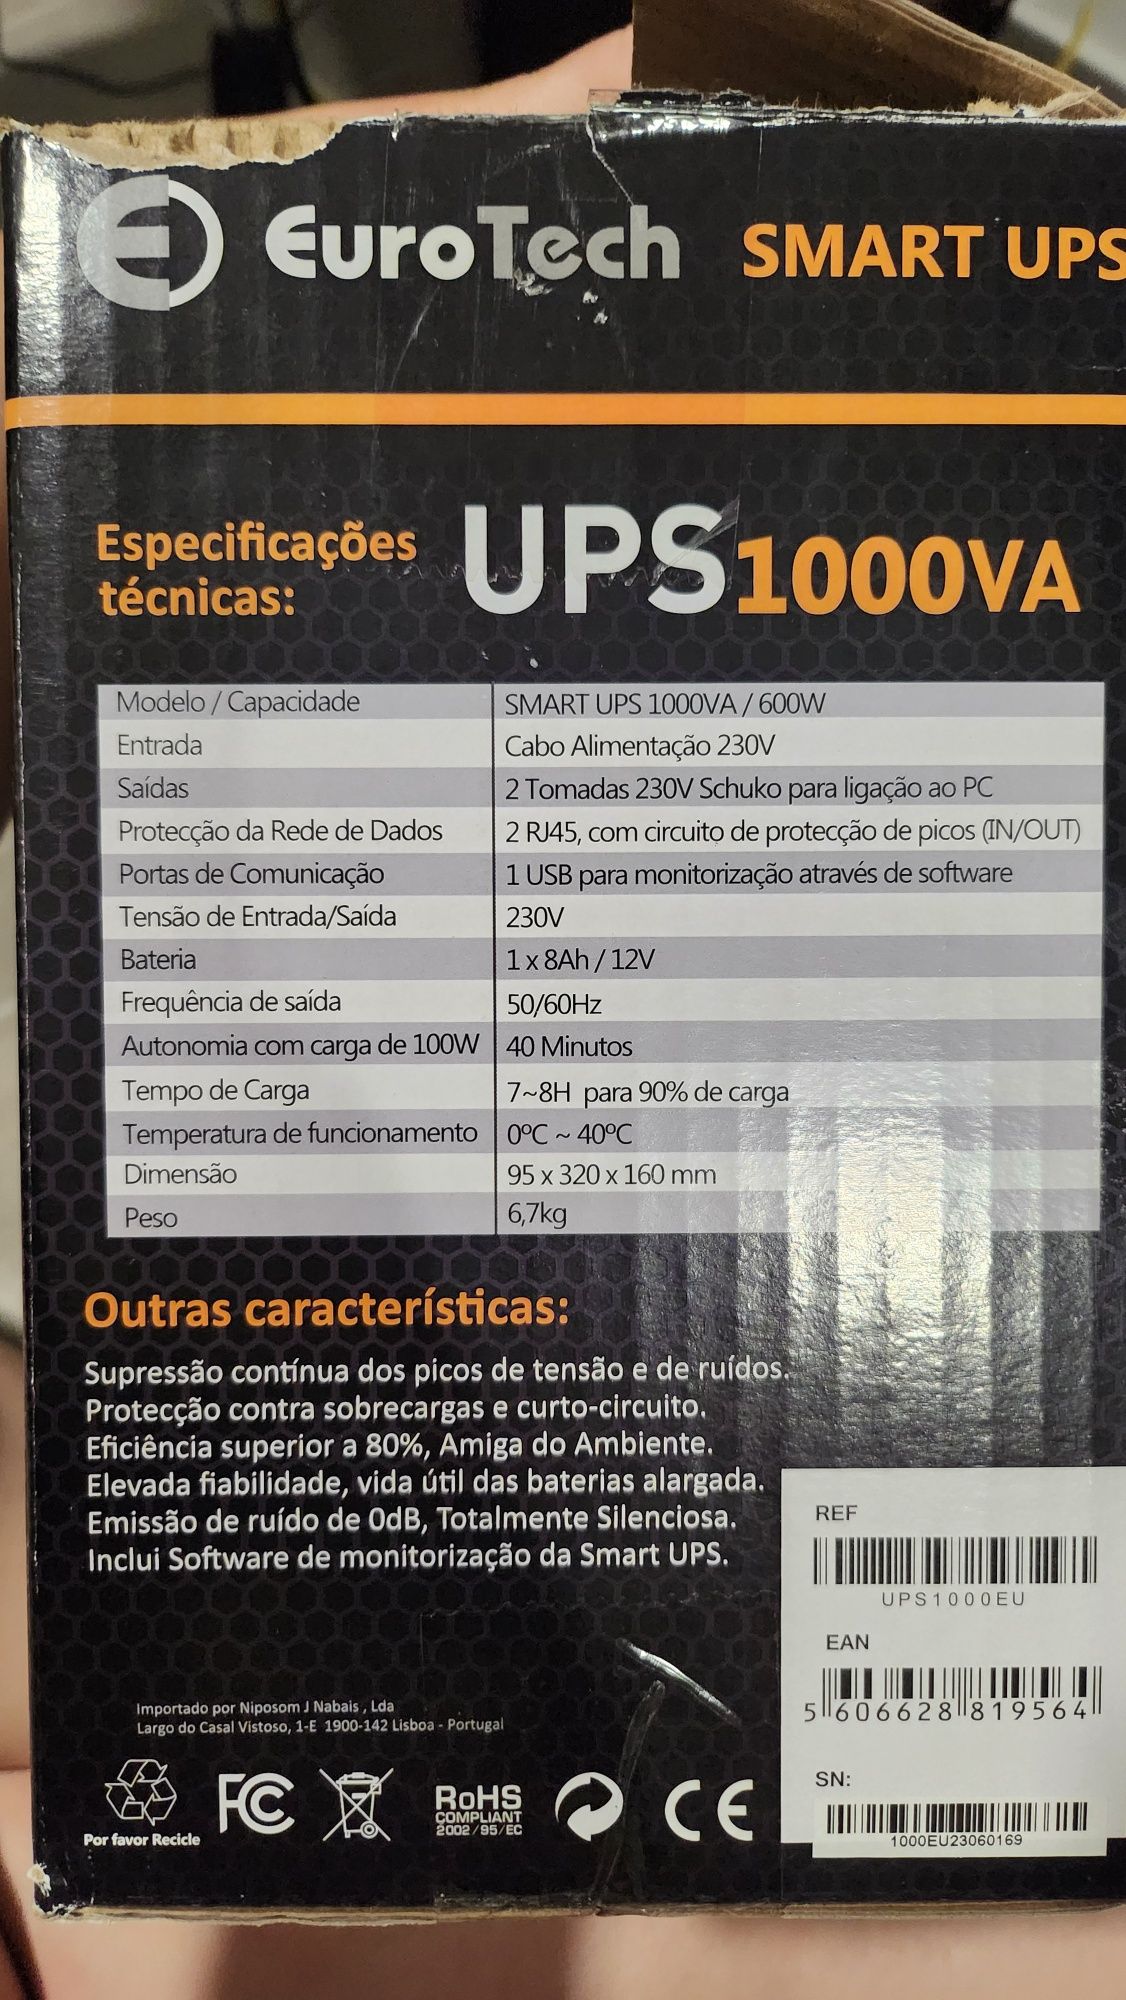 EuroTech SMART UPS
Especificações
técnicas:
UPS1000VA
Modelo / Capacidade SMART UPS 1000VA / 600W
Entrada Cabo Alimentação 230V
Saídas 2 Tomadas 230V Schuko para ligação ao PC
Protecção da Rede de Dados 2 RJ45, com circuito de protecção de picos (IN/OUT)
Portas de Comunicação 1 USB para monitorização através de software
Tensão de Entrada/Saída 230V
Bateria 1 x 8Ah / 12V
Frequência de saída 50/60Hz
Autonomia com carga de 100W 40 Minutos
Tempo de Carga 7~8H para 90% de carga
Temperatura de funcionamento 0ºC ~ 40ºC
Dimensão 95 x 320 x 160 mm
Peso 6,7kg
Outras características:
Supressão contínua dos picos de tensão e de ruídos.
Protecção contra sobrecargas e curto-circuito.
Eficiência superior a 80%, Amiga do Ambiente.
Elevada fiabilidade, vida útil das baterias alargada.
Emissão de ruído de 0dB, Totalmente Silenciosa.
Inclui Software de monitorização da Smart UPS.
REF
UPS1000EU
EAN
5 606628 819564
SN:
1000EU23060169
Importado por Niposom J Nabais , Lda
Largo do Casal Vistoso, 1-E 1900-142 Lisboa - Portugal
Por favor Recicle
FC
RoHS
COMPLIANT
2002/95/EC
CE